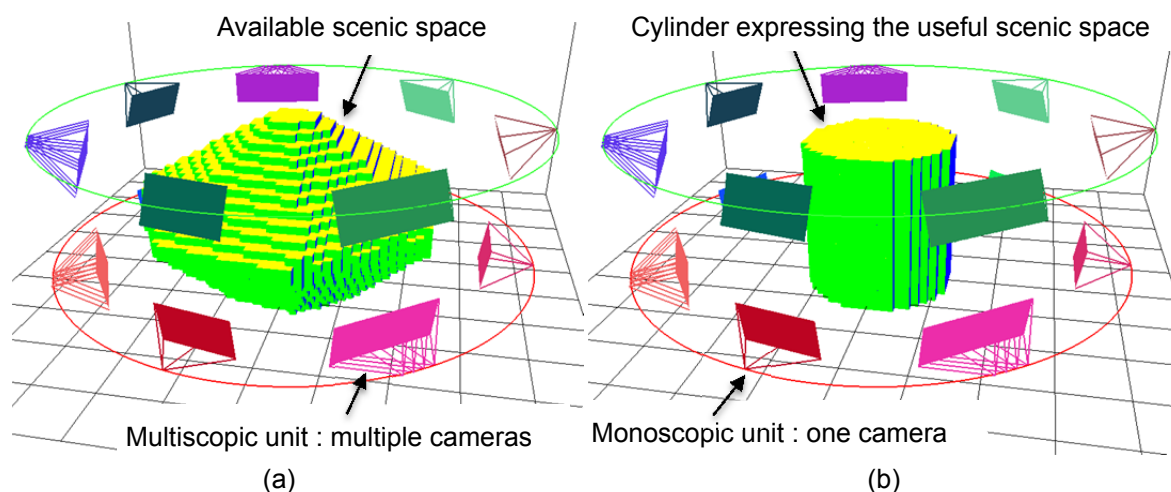 Available scenic space
Cylinder expressing the useful scenic space
Multiscopic unit : multiple cameras
Monoscopic unit : one camera
(a)
(b)